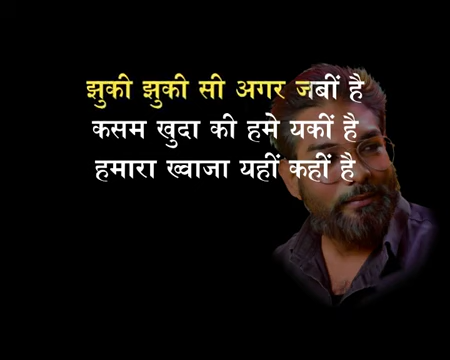 झुकी झुकी सी अगर जबीं है
कसम खुदा की हमे यकीं है
हमारा ख्वाजा यहीं कहीं है